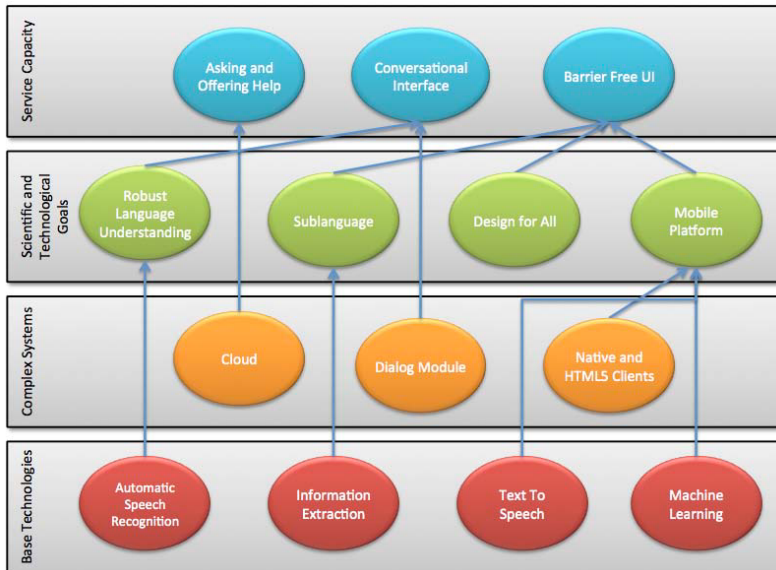 Service Capacity
Asking and
Offering Help
Conversational
Interface
Barrier Free UI
Scientific and
Technological
Goals
Robust
Language
Understanding
Sublanguage
Design for All
Mobile
Platform
Complex Systems
Cloud
Dialog Module
Native and
HTML5 Clients
Base Technologies
Automatic
Speech
Recognition
Information
Extraction
Text To
Speech
Machine
Learning